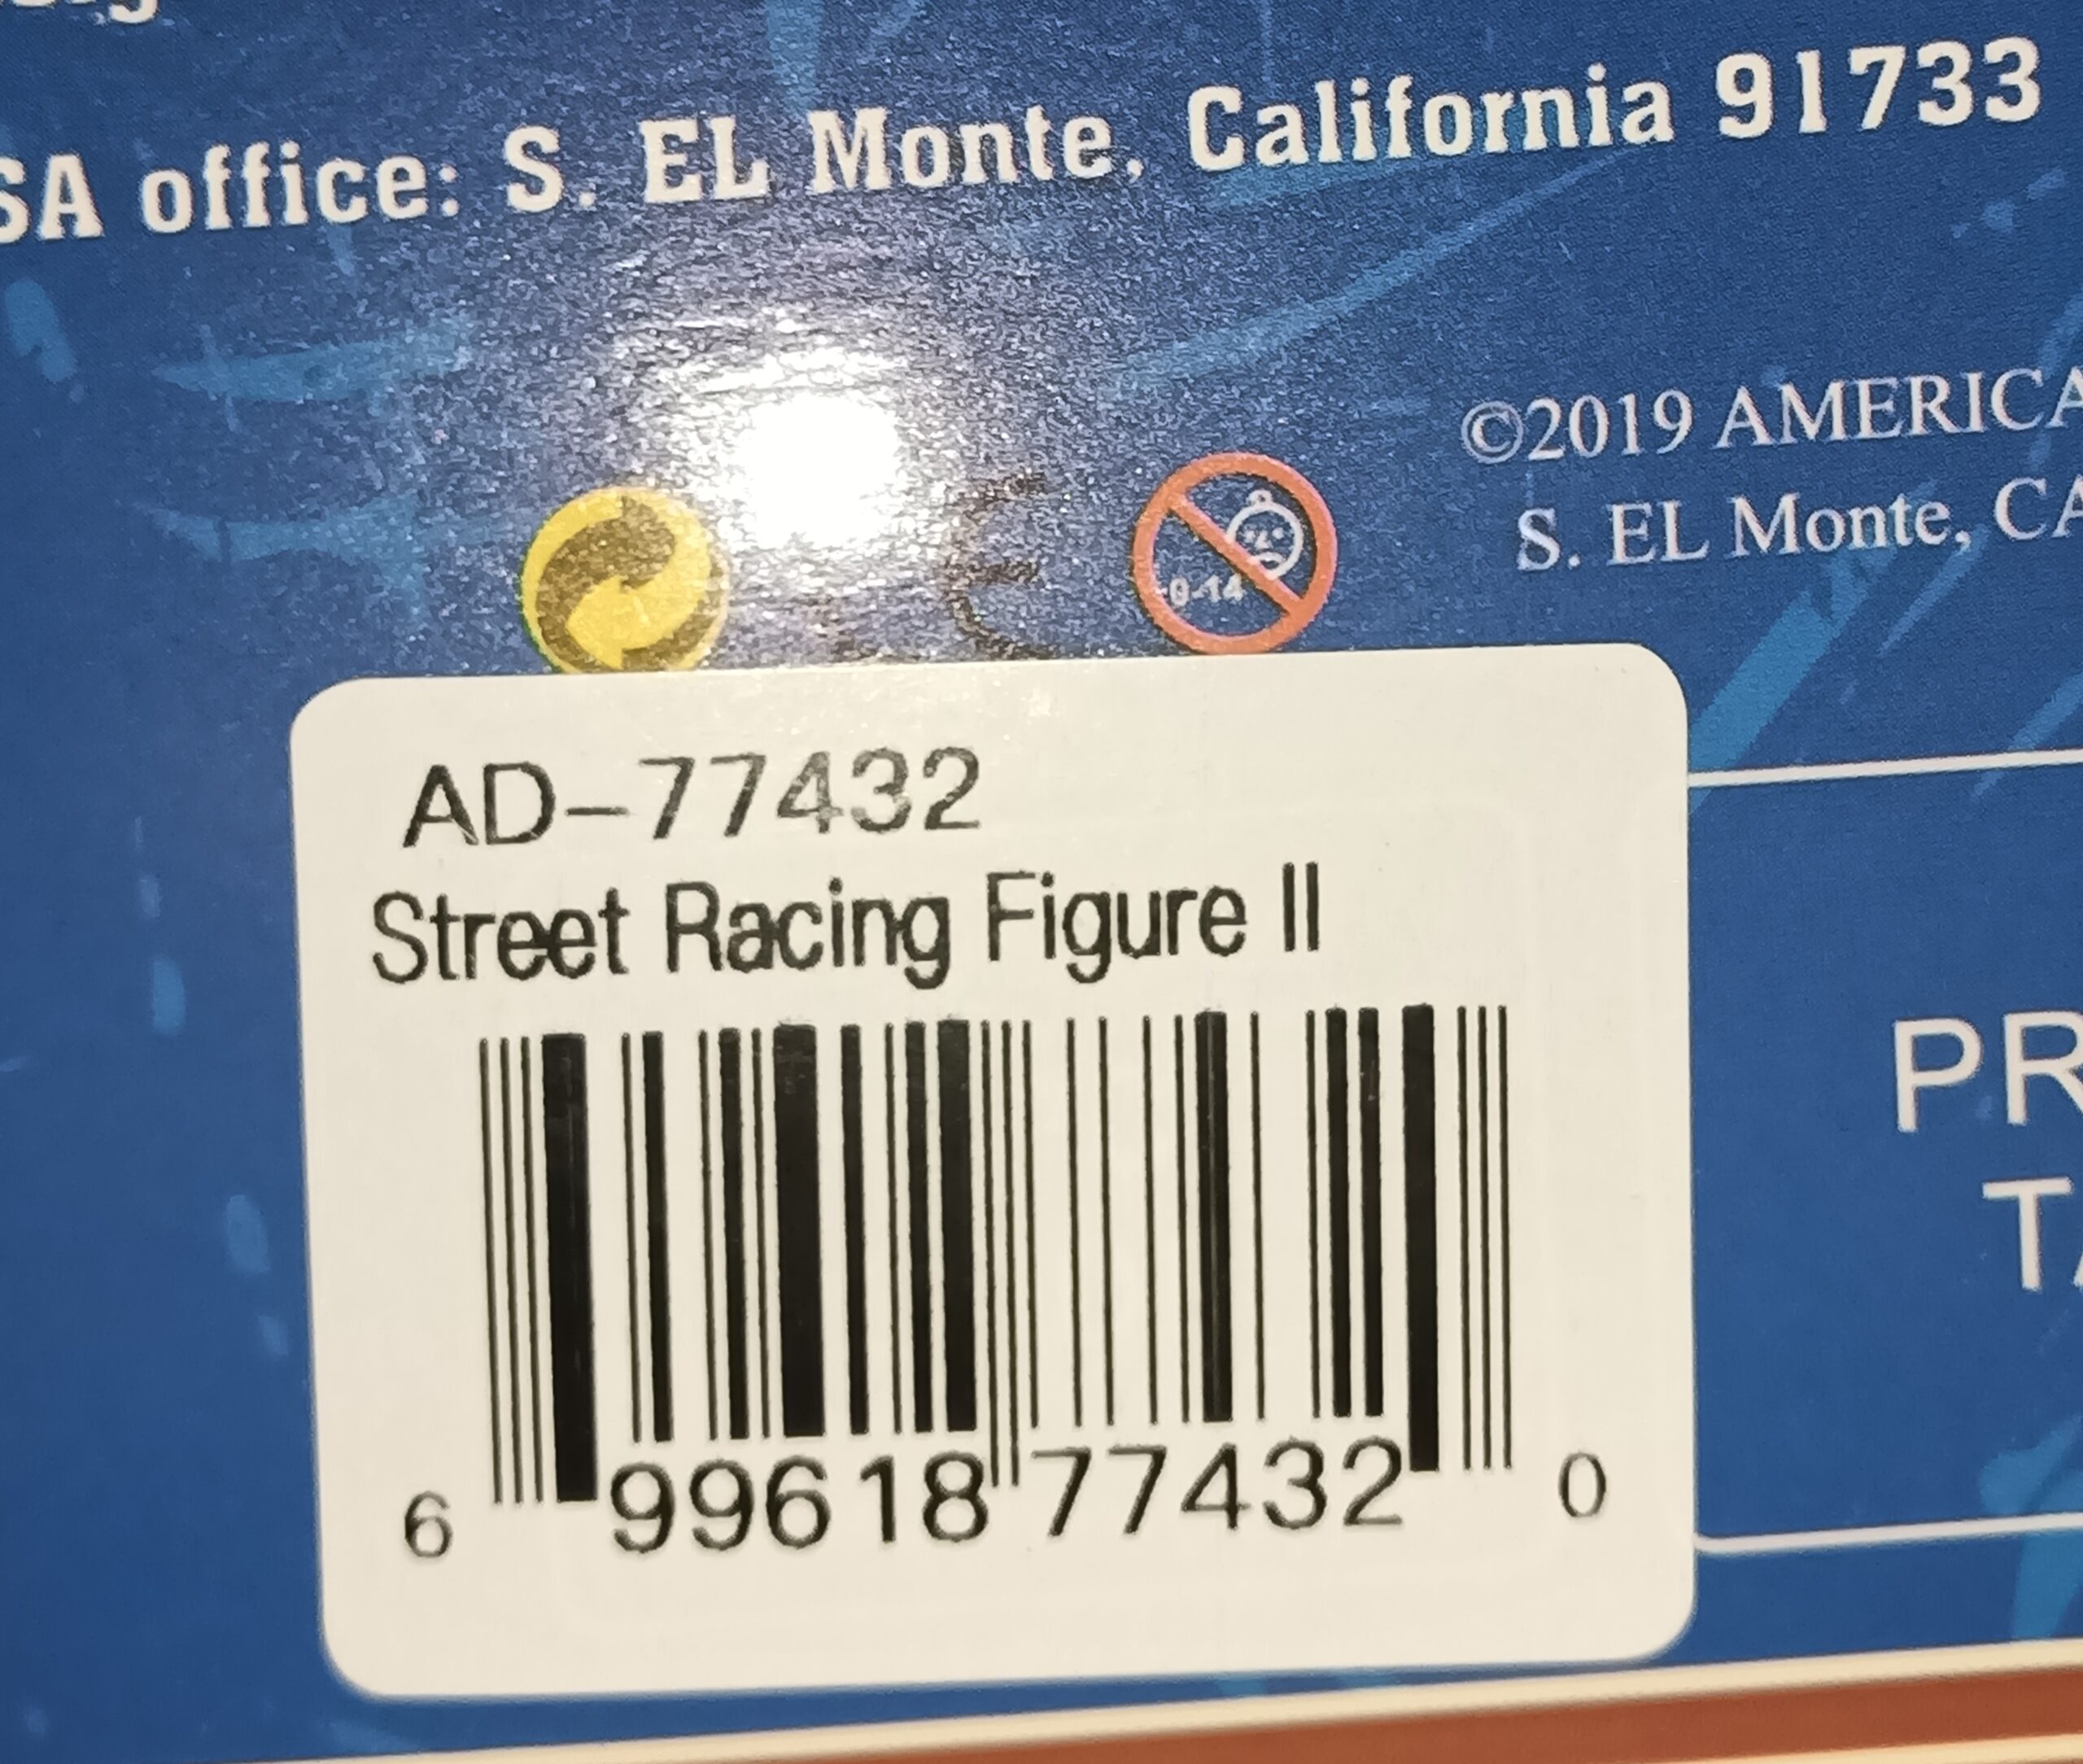 SA office: S. EL Monte, California 91733
©2019 AMERICA
S. EL Monte, CA
0-14
AD-77432
Street Racing Figure II
6 99618 77432 0
PR
TA